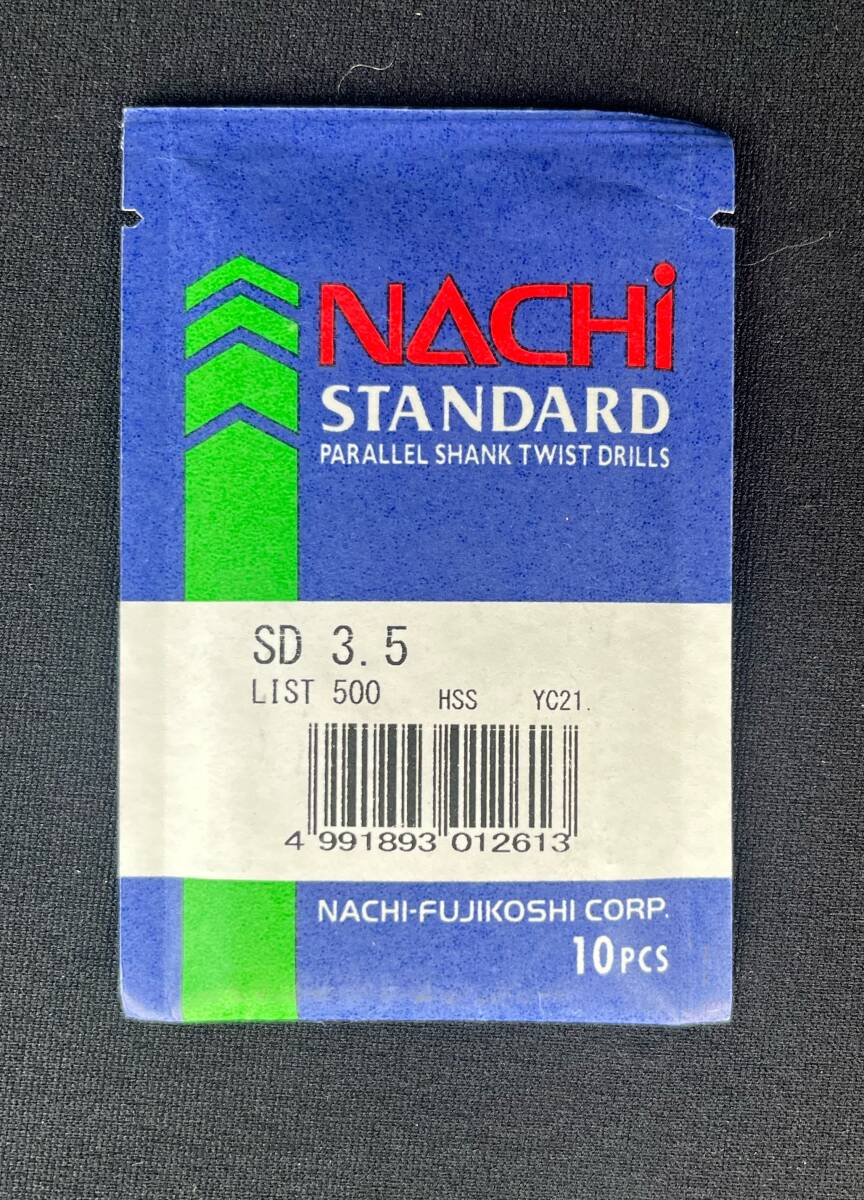 NACHi
STANDARD
PARALLEL SHANK TWIST DRILLS
SD 3.5
LIST 500 HSS YC21.
4 991893 012613
NACHI-FUJIKOSHI CORP.
10PCS